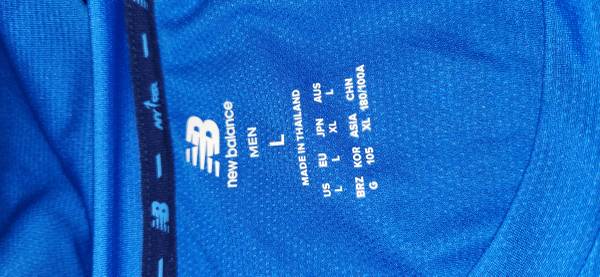 new balance
MEN
L
MADE IN THAILAND
US EU JPN AUS
L L XL L
BRZ KOR ASIA CHN
G 105 XL 180/100A